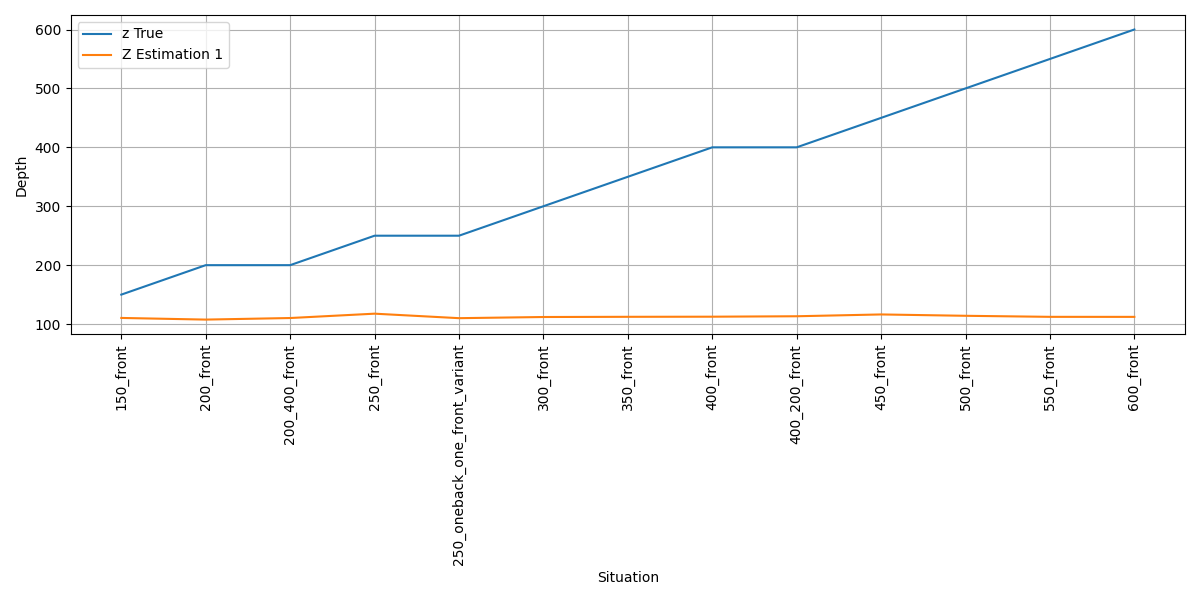 z True
Z Estimation 1
600
500
400
300
200
100
Depth
150_front
200_front
200_400_front
250_front
250_oneback_one_front_variant
300_front
350_front
400_front
400_200_front
450_front
500_front
550_front
600_front
Situation